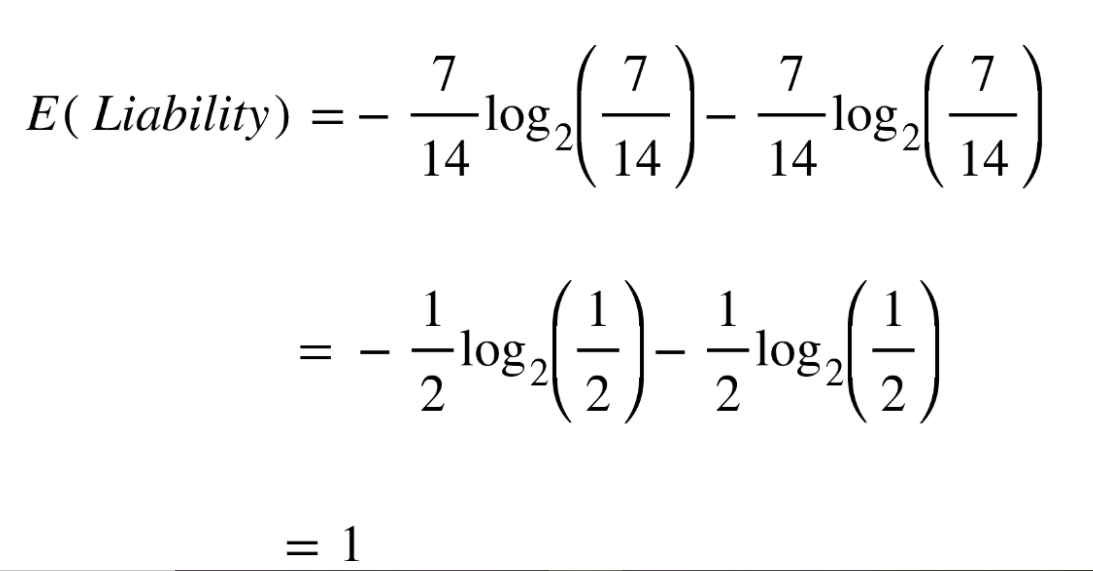 E( Liability) = − 7/14 log₂(7/14) − 7/14 log₂(7/14)
= − 1/2 log₂(1/2) − 1/2 log₂(1/2)
= 1